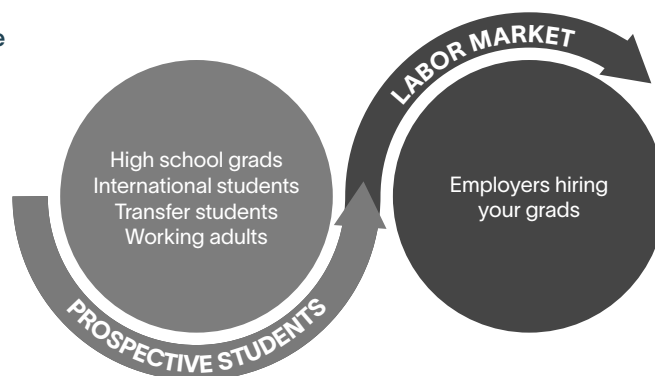 e
High school grads
International students
Transfer students
Working adults
PROSPECTIVE STUDENTS
LABOR MARKET
Employers hiring
your grads